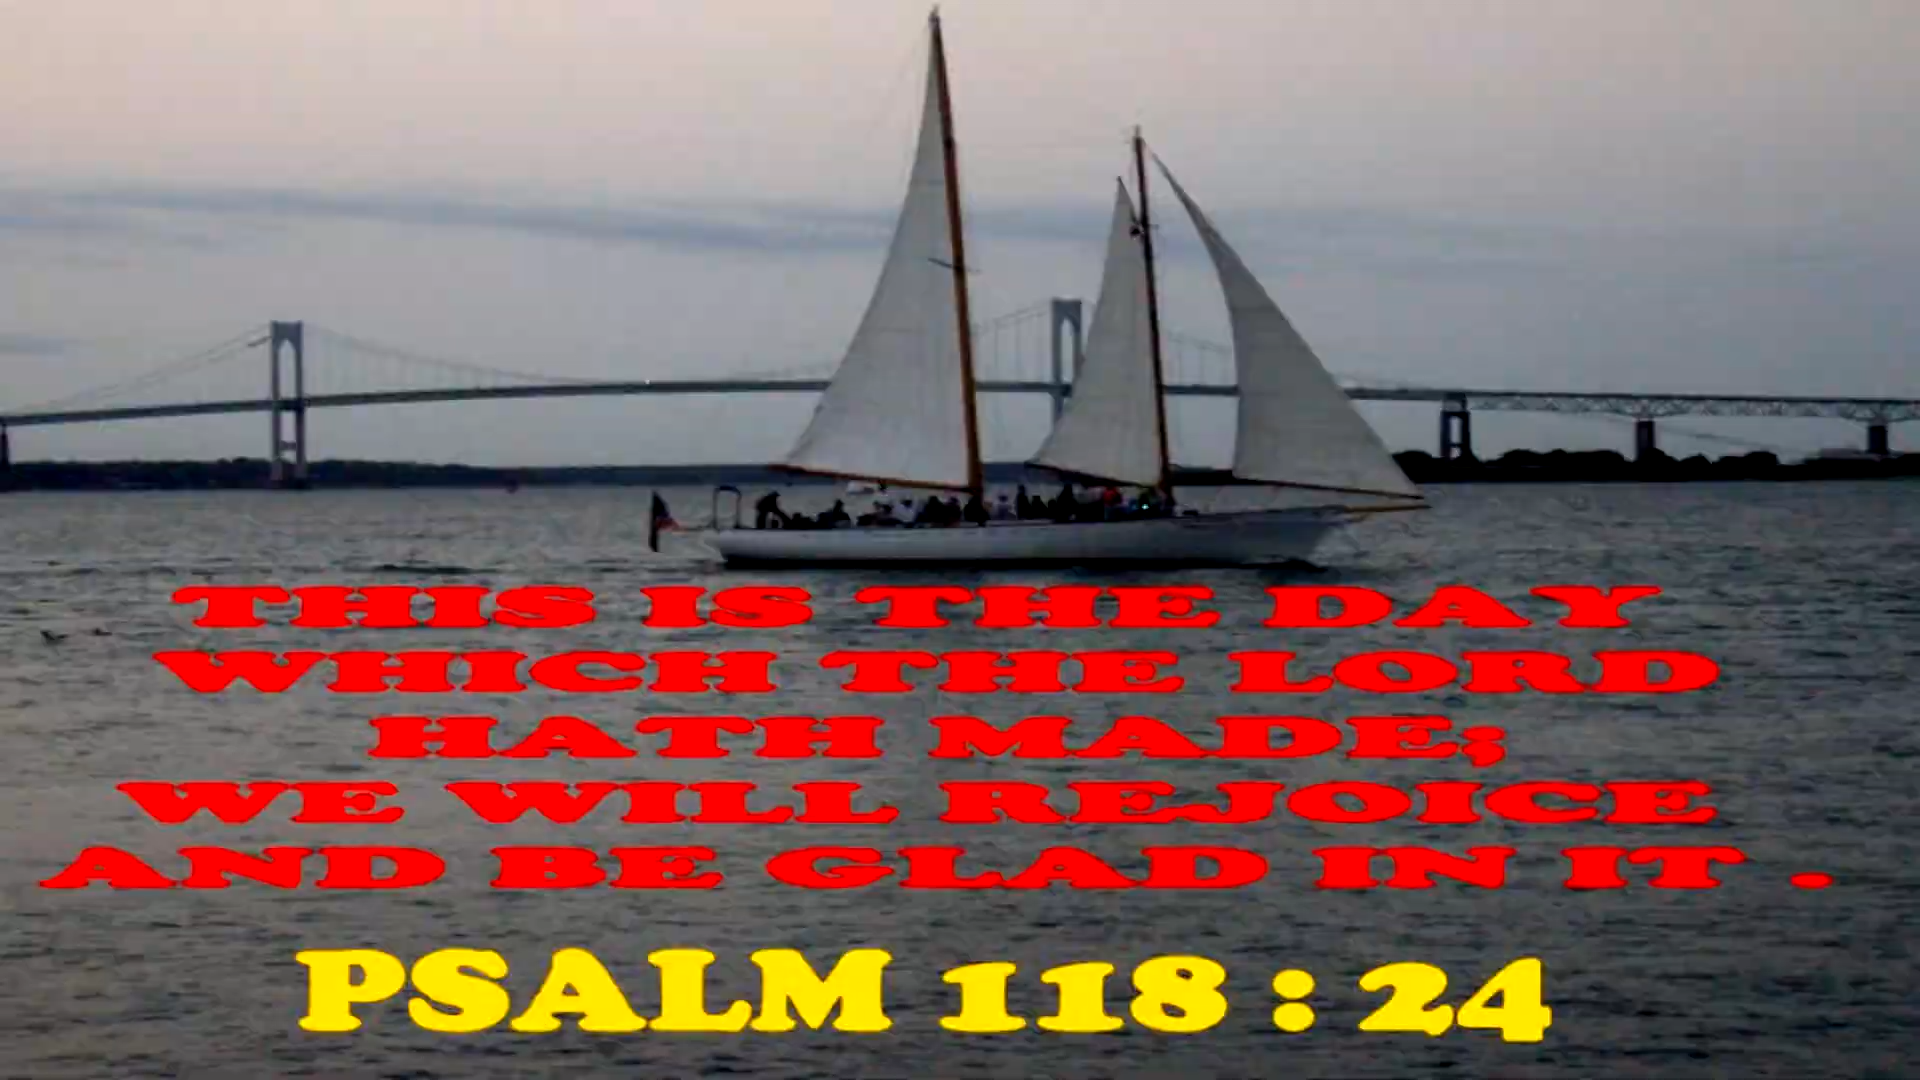 THIS IS THE DAY
WHICH THE LORD
HATH MADE;
WE WILL REJOICE
AND BE GLAD IN IT .
PSALM 118 : 24